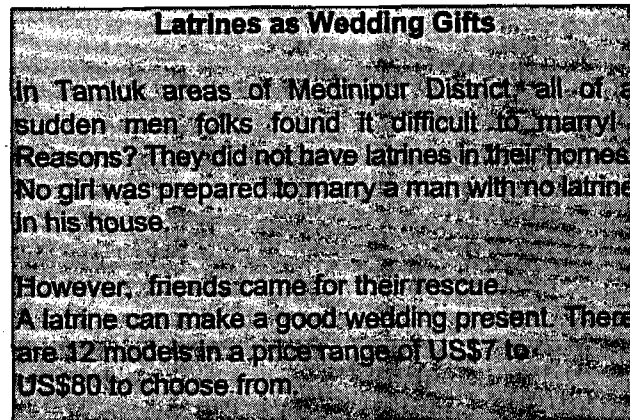 Latrines as Wedding Gifts
In Tamluk areas of Medinipur District all of a
sudden men folks found it difficult to marry!
Reasons? They did not have latrines in their homes
No girl was prepared to marry a man with no latrine
in his house.
However, friends came for their rescue.
A latrine can make a good wedding present. There
are 12 models in a price range of US$7 to
US$80 to choose from.